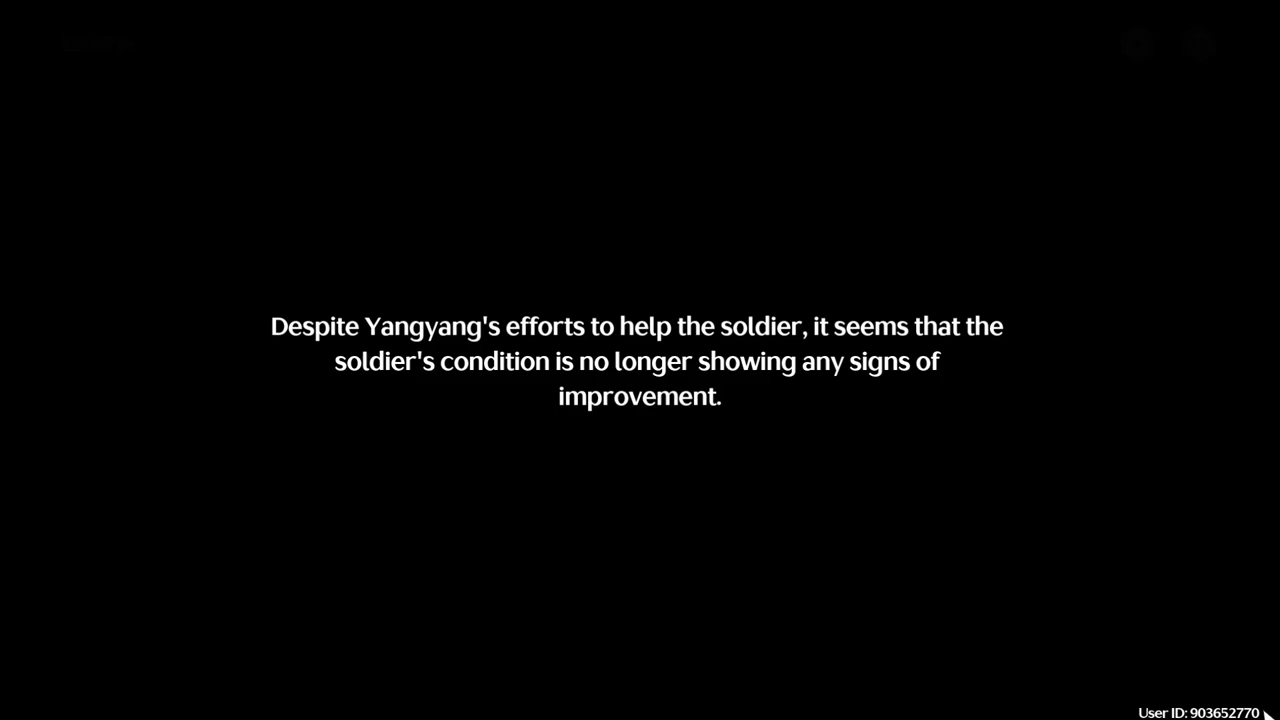 Despite Yangyang's efforts to help the soldier, it seems that the
soldier's condition is no longer showing any signs of
improvement.
User ID: 903652770